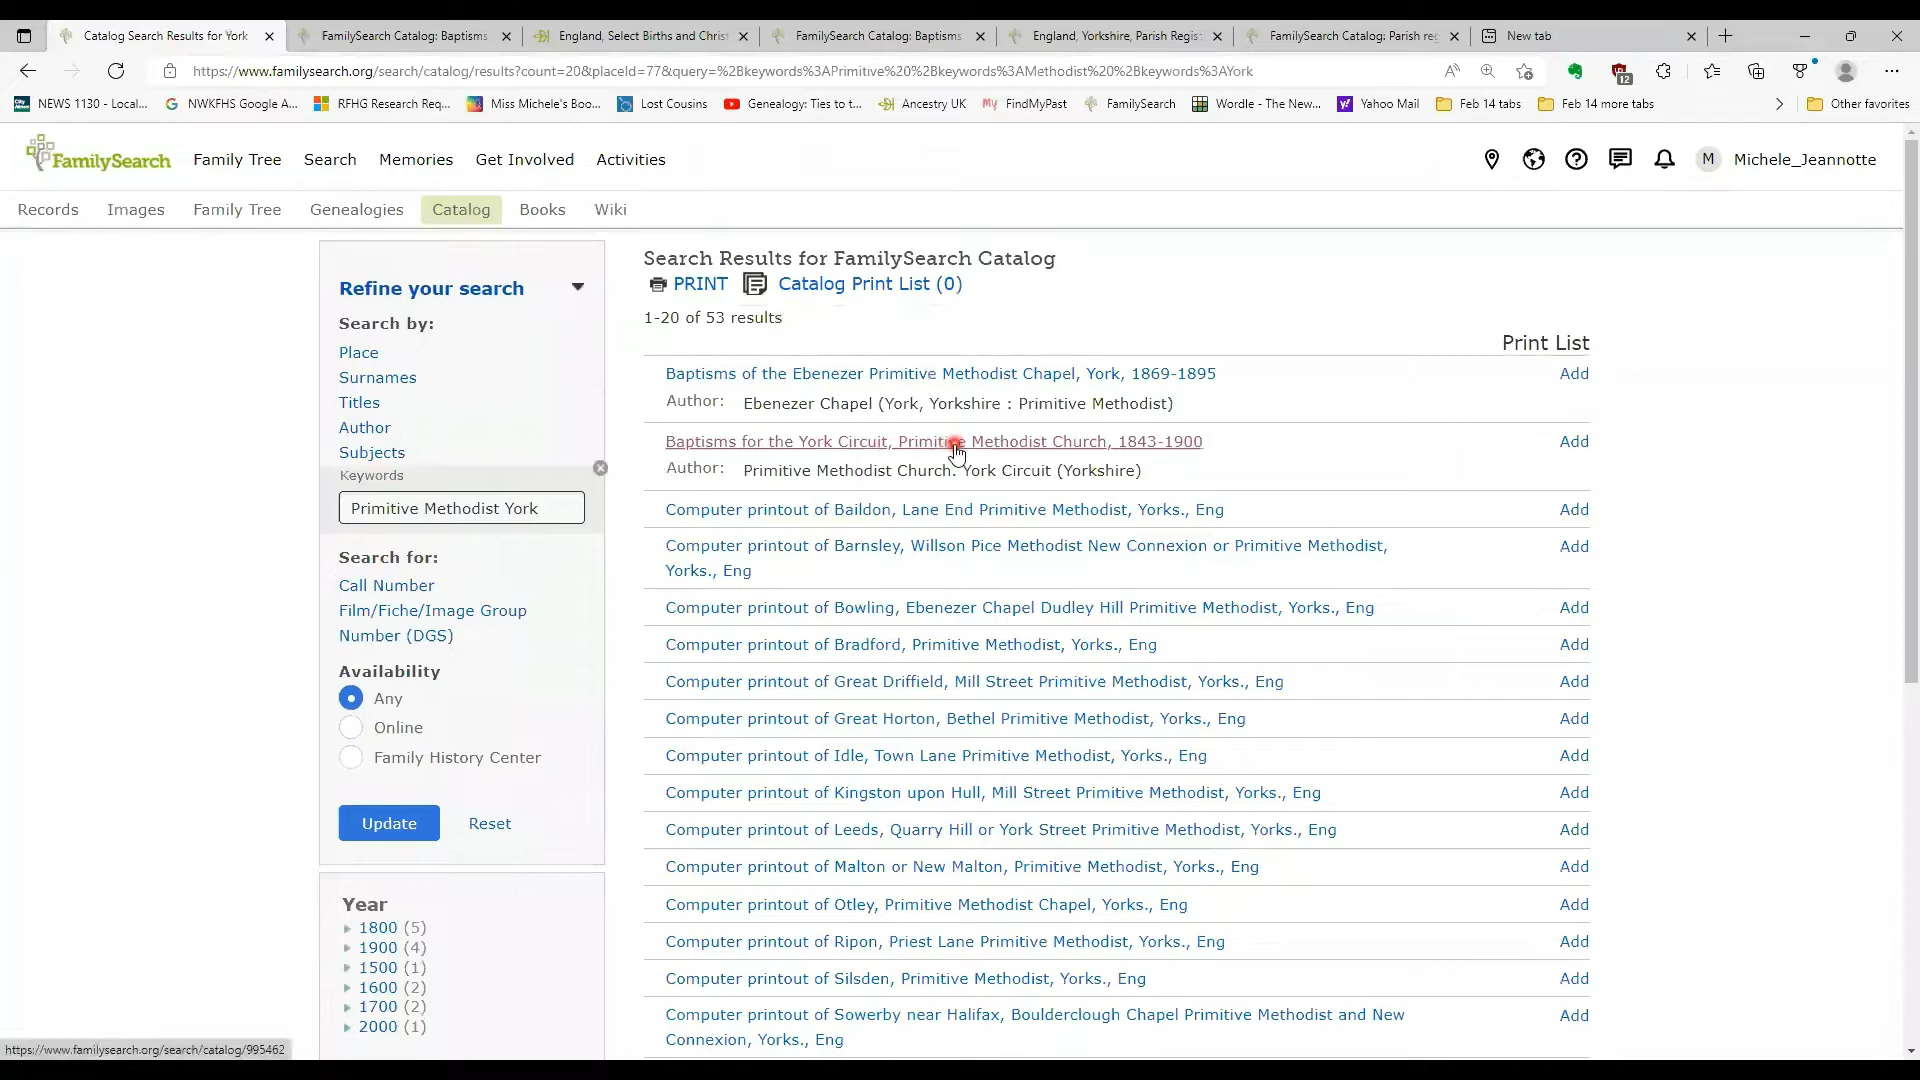 Catalog Search Results for York
FamilySearch Catalog: Baptisms
England, Select Births and Chris
FamilySearch Catalog: Baptisms
England, Yorkshire, Parish Regist
FamilySearch Catalog: Parish reg
New tab
https://www.familysearch.org/search/catalog/results?count=20&placeId=77&query=%2Bkeywords%3APrimitive%20%2Bkeywords%3AMethodist%20%2Bkeywords%3AYork
12
NEWS 1130 - Local...
NWKFHS Google A...
RFHG Research Req...
Miss Michele's Boo...
Lost Cousins
Genealogy: Ties to t...
Ancestry UK
FindMyPast
FamilySearch
Wordle - The New...
Yahoo Mail
Feb 14 tabs
Feb 14 more tabs
Other favorites
FamilySearch
Family Tree
Search
Memories
Get Involved
Activities
M
Michele_Jeannotte
Records
Images
Family Tree
Genealogies
Catalog
Books
Wiki
Refine your search
Search by:
Place
Surnames
Titles
Author
Subjects
Keywords
Primitive Methodist York
Search for:
Call Number
Film/Fiche/Image Group
Number (DGS)
Availability
Any
Online
Family History Center
Update
Reset
Year
1800 (5)
1900 (4)
1500 (1)
1600 (2)
1700 (2)
2000 (1)
Search Results for FamilySearch Catalog
PRINT
Catalog Print List (0)
1-20 of 53 results
Print List
Baptisms of the Ebenezer Primitive Methodist Chapel, York, 1869-1895
Add
Author: Ebenezer Chapel (York, Yorkshire : Primitive Methodist)
Baptisms for the York Circuit, Primitive Methodist Church, 1843-1900
Add
Author: Primitive Methodist Church. York Circuit (Yorkshire)
Computer printout of Baildon, Lane End Primitive Methodist, Yorks., Eng
Add
Computer printout of Barnsley, Willson Pice Methodist New Connexion or Primitive Methodist,
Add
Yorks., Eng
Computer printout of Bowling, Ebenezer Chapel Dudley Hill Primitive Methodist, Yorks., Eng
Add
Computer printout of Bradford, Primitive Methodist, Yorks., Eng
Add
Computer printout of Great Driffield, Mill Street Primitive Methodist, Yorks., Eng
Add
Computer printout of Great Horton, Bethel Primitive Methodist, Yorks., Eng
Add
Computer printout of Idle, Town Lane Primitive Methodist, Yorks., Eng
Add
Computer printout of Kingston upon Hull, Mill Street Primitive Methodist, Yorks., Eng
Add
Computer printout of Leeds, Quarry Hill or York Street Primitive Methodist, Yorks., Eng
Add
Computer printout of Malton or New Malton, Primitive Methodist, Yorks., Eng
Add
Computer printout of Otley, Primitive Methodist Chapel, Yorks., Eng
Add
Computer printout of Ripon, Priest Lane Primitive Methodist, Yorks., Eng
Add
Computer printout of Silsden, Primitive Methodist, Yorks., Eng
Add
Computer printout of Sowerby near Halifax, Boulderclough Chapel Primitive Methodist and New
Add
Connexion, Yorks., Eng
https://www.familysearch.org/search/catalog/995462